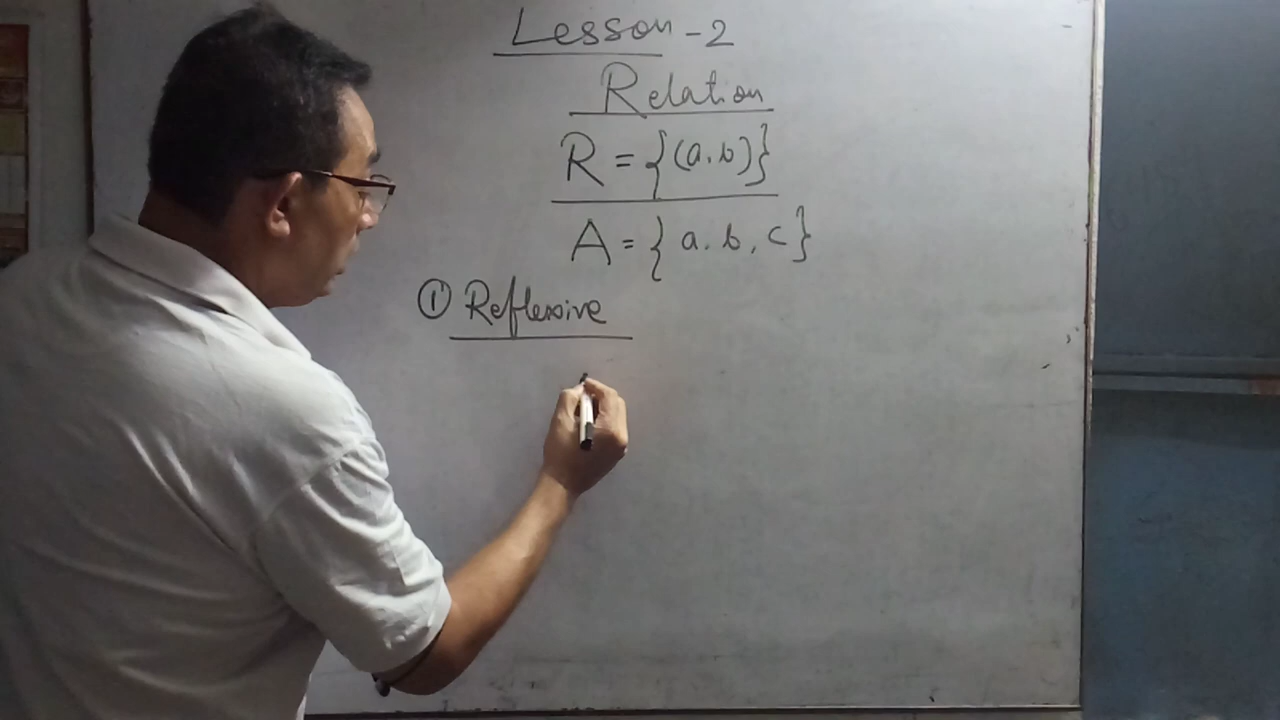 Lesson - 2
Relation
R = {(a, b)}
A = { a, b, c }
① Reflexive